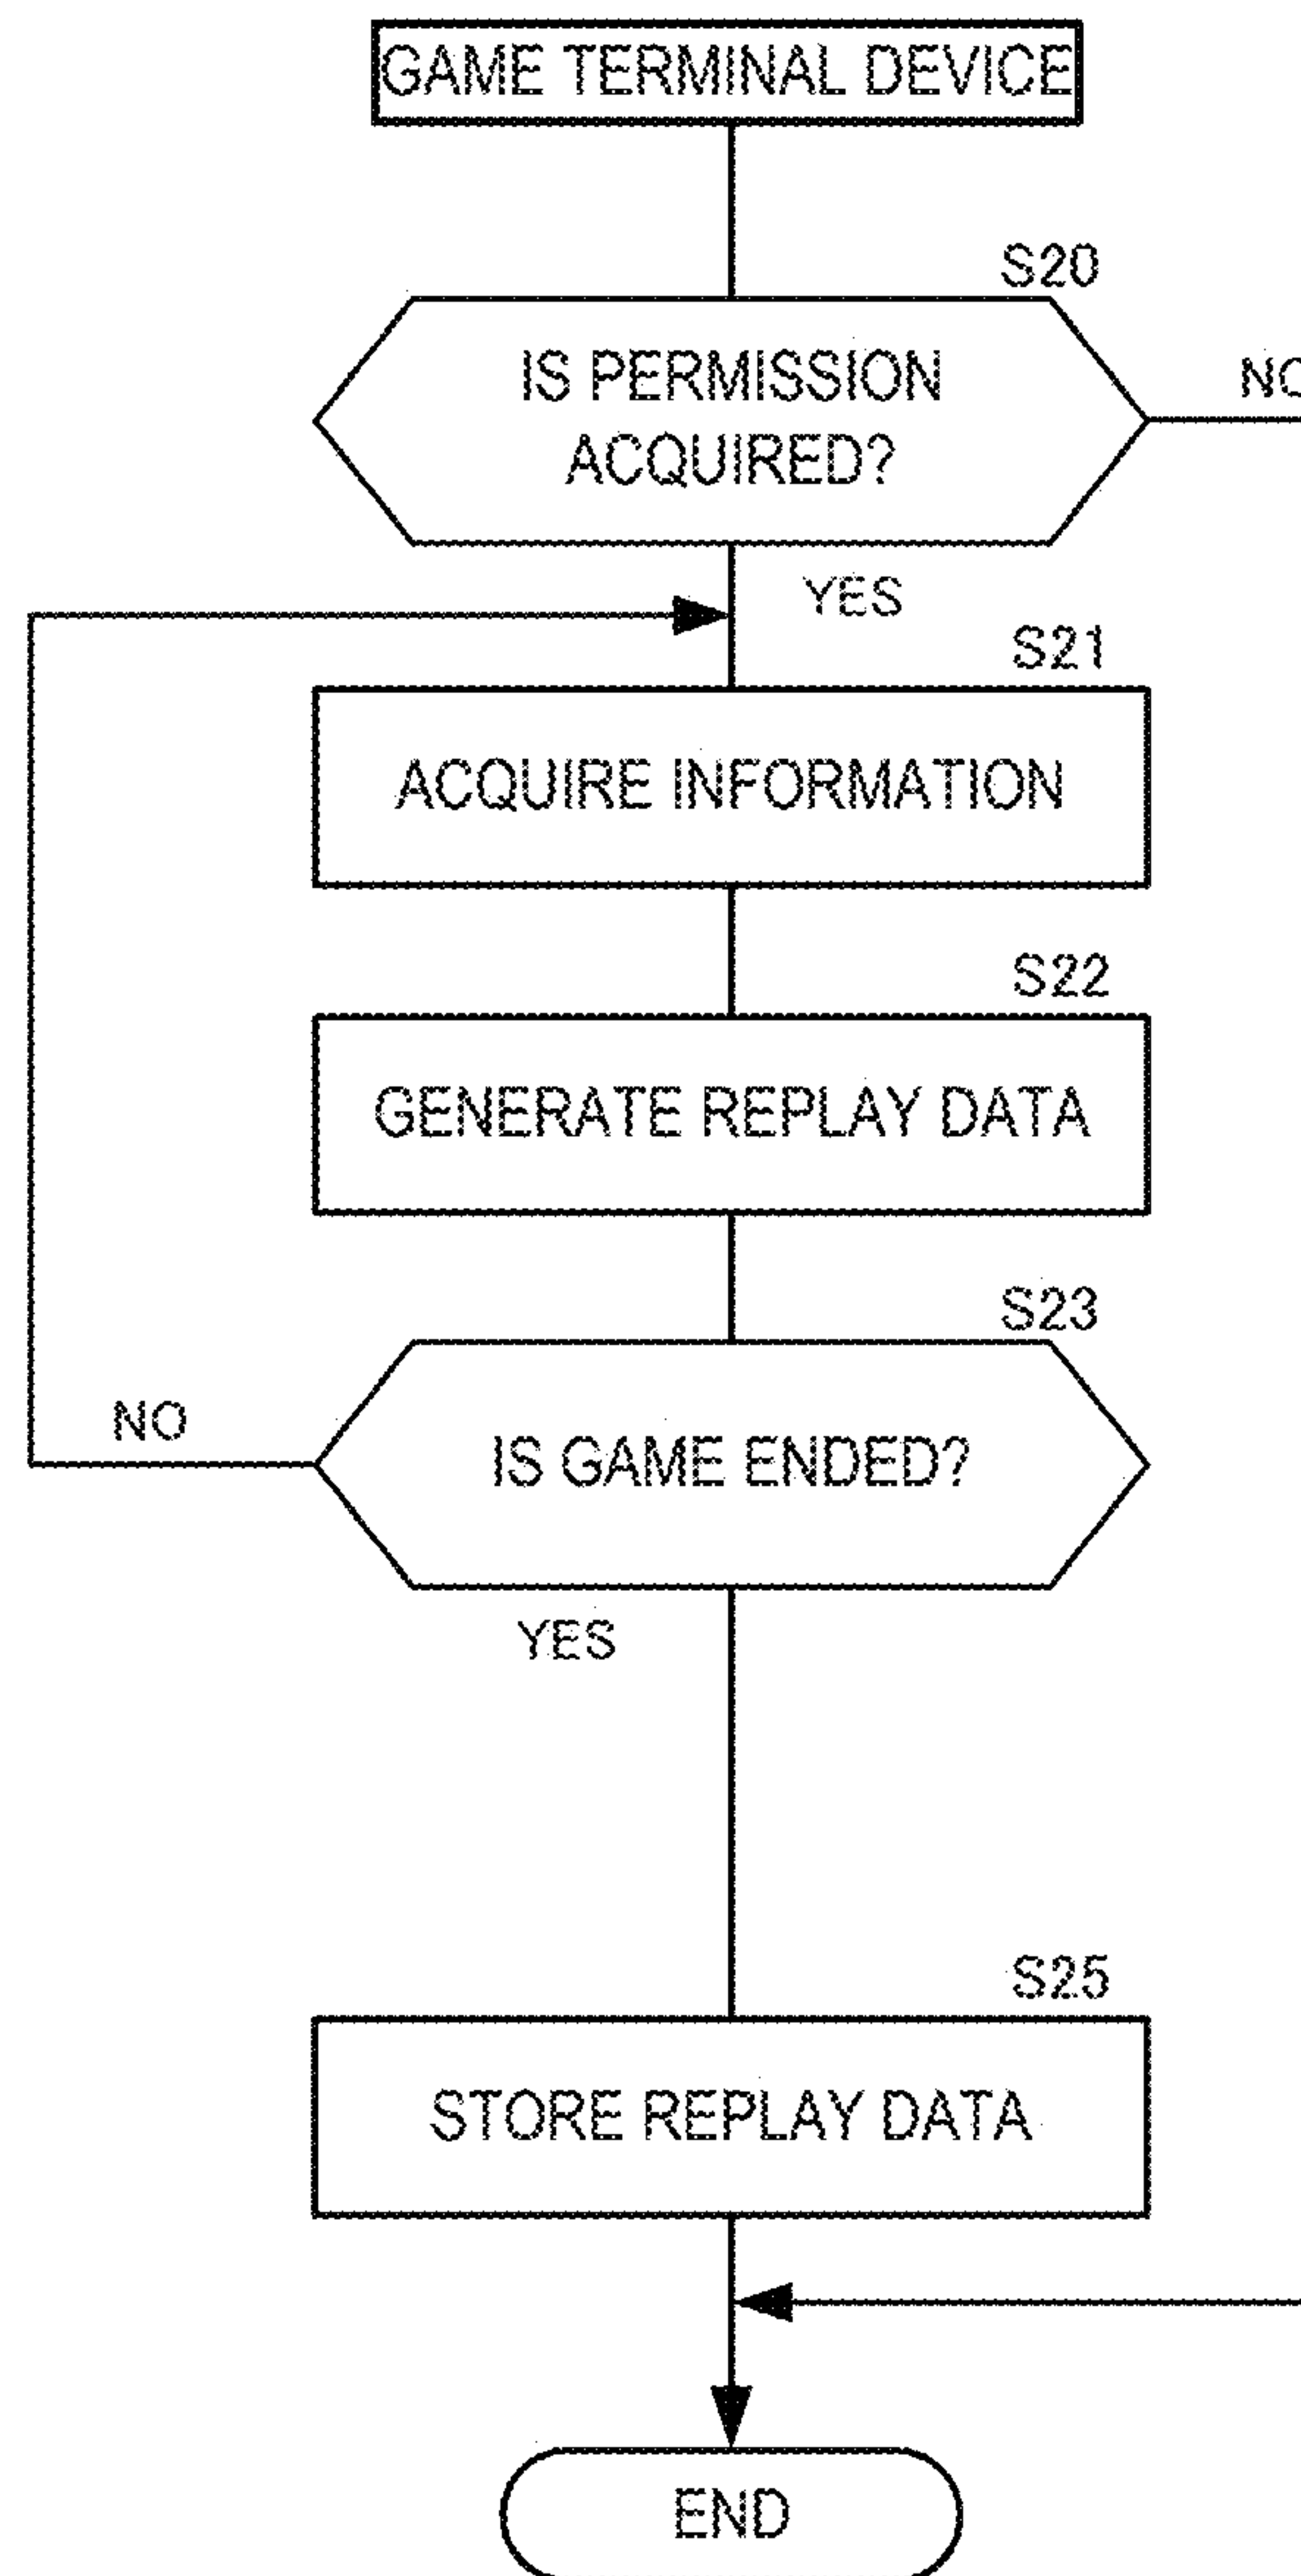 GAME TERMINAL DEVICE
S20
IS PERMISSION
ACQUIRED?
NO
YES
S21
ACQUIRE INFORMATION
S22
GENERATE REPLAY DATA
S23
IS GAME ENDED?
NO
YES
S25
STORE REPLAY DATA
END